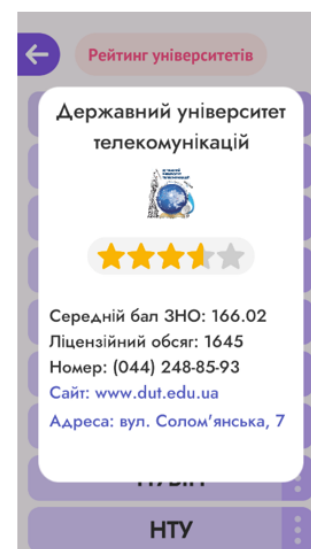 Рейтинг університетів
Державний університет
телекомунікацій
Середній бал ЗНО: 166.02
Ліцензійний обсяг: 1645
Номер: (044) 248-85-93
Сайт: www.dut.edu.ua
Адреса: вул. Солом'янська, 7
НТУ